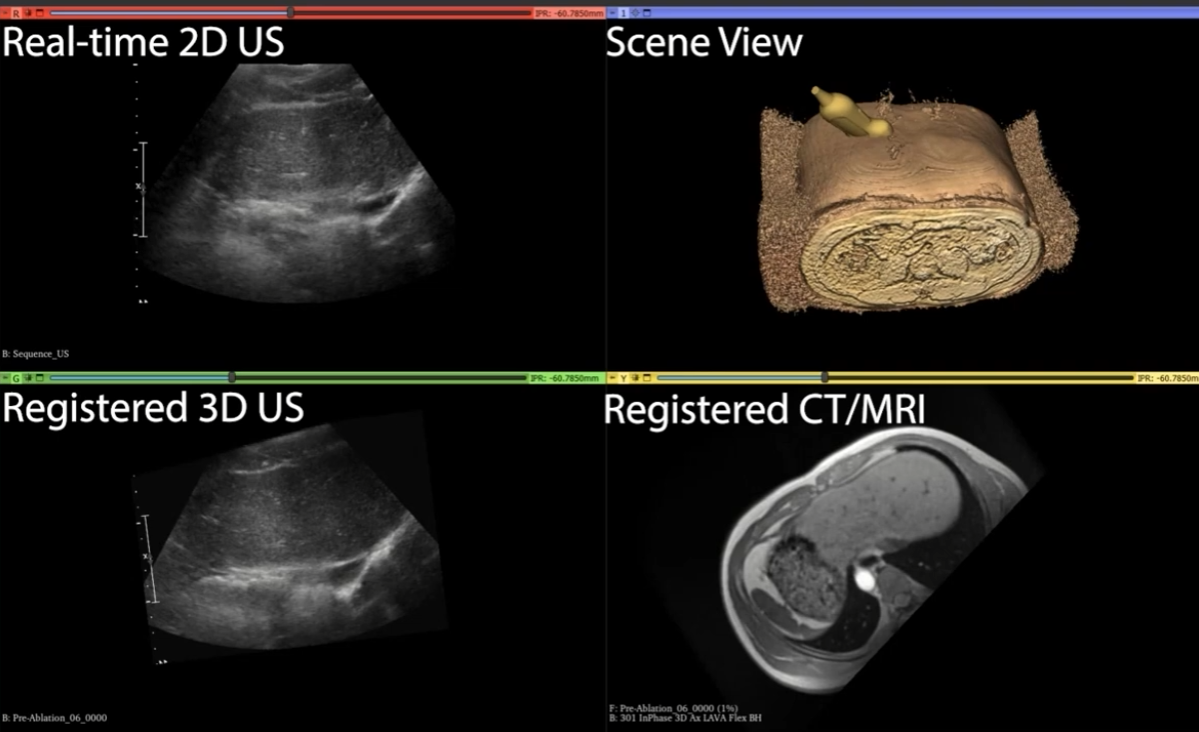 R
IPR: -60.7850mm
1
Real-time 2D US
Scene View
B: Sequence_US
G
IPR: -60.7850mm
Y
IPR: -60.7850mm
Registered 3D US
Registered CT/MRI
B: Pre-Ablation_06_0000
F: Pre-Ablation_06_0000 (1%)
B: 301 InPhase 3D Ax LAVA Flex BH